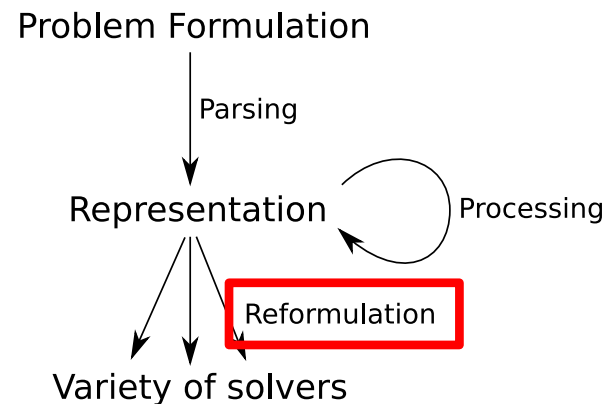 Problem Formulation
Parsing
Representation
Processing
Reformulation
Variety of solvers